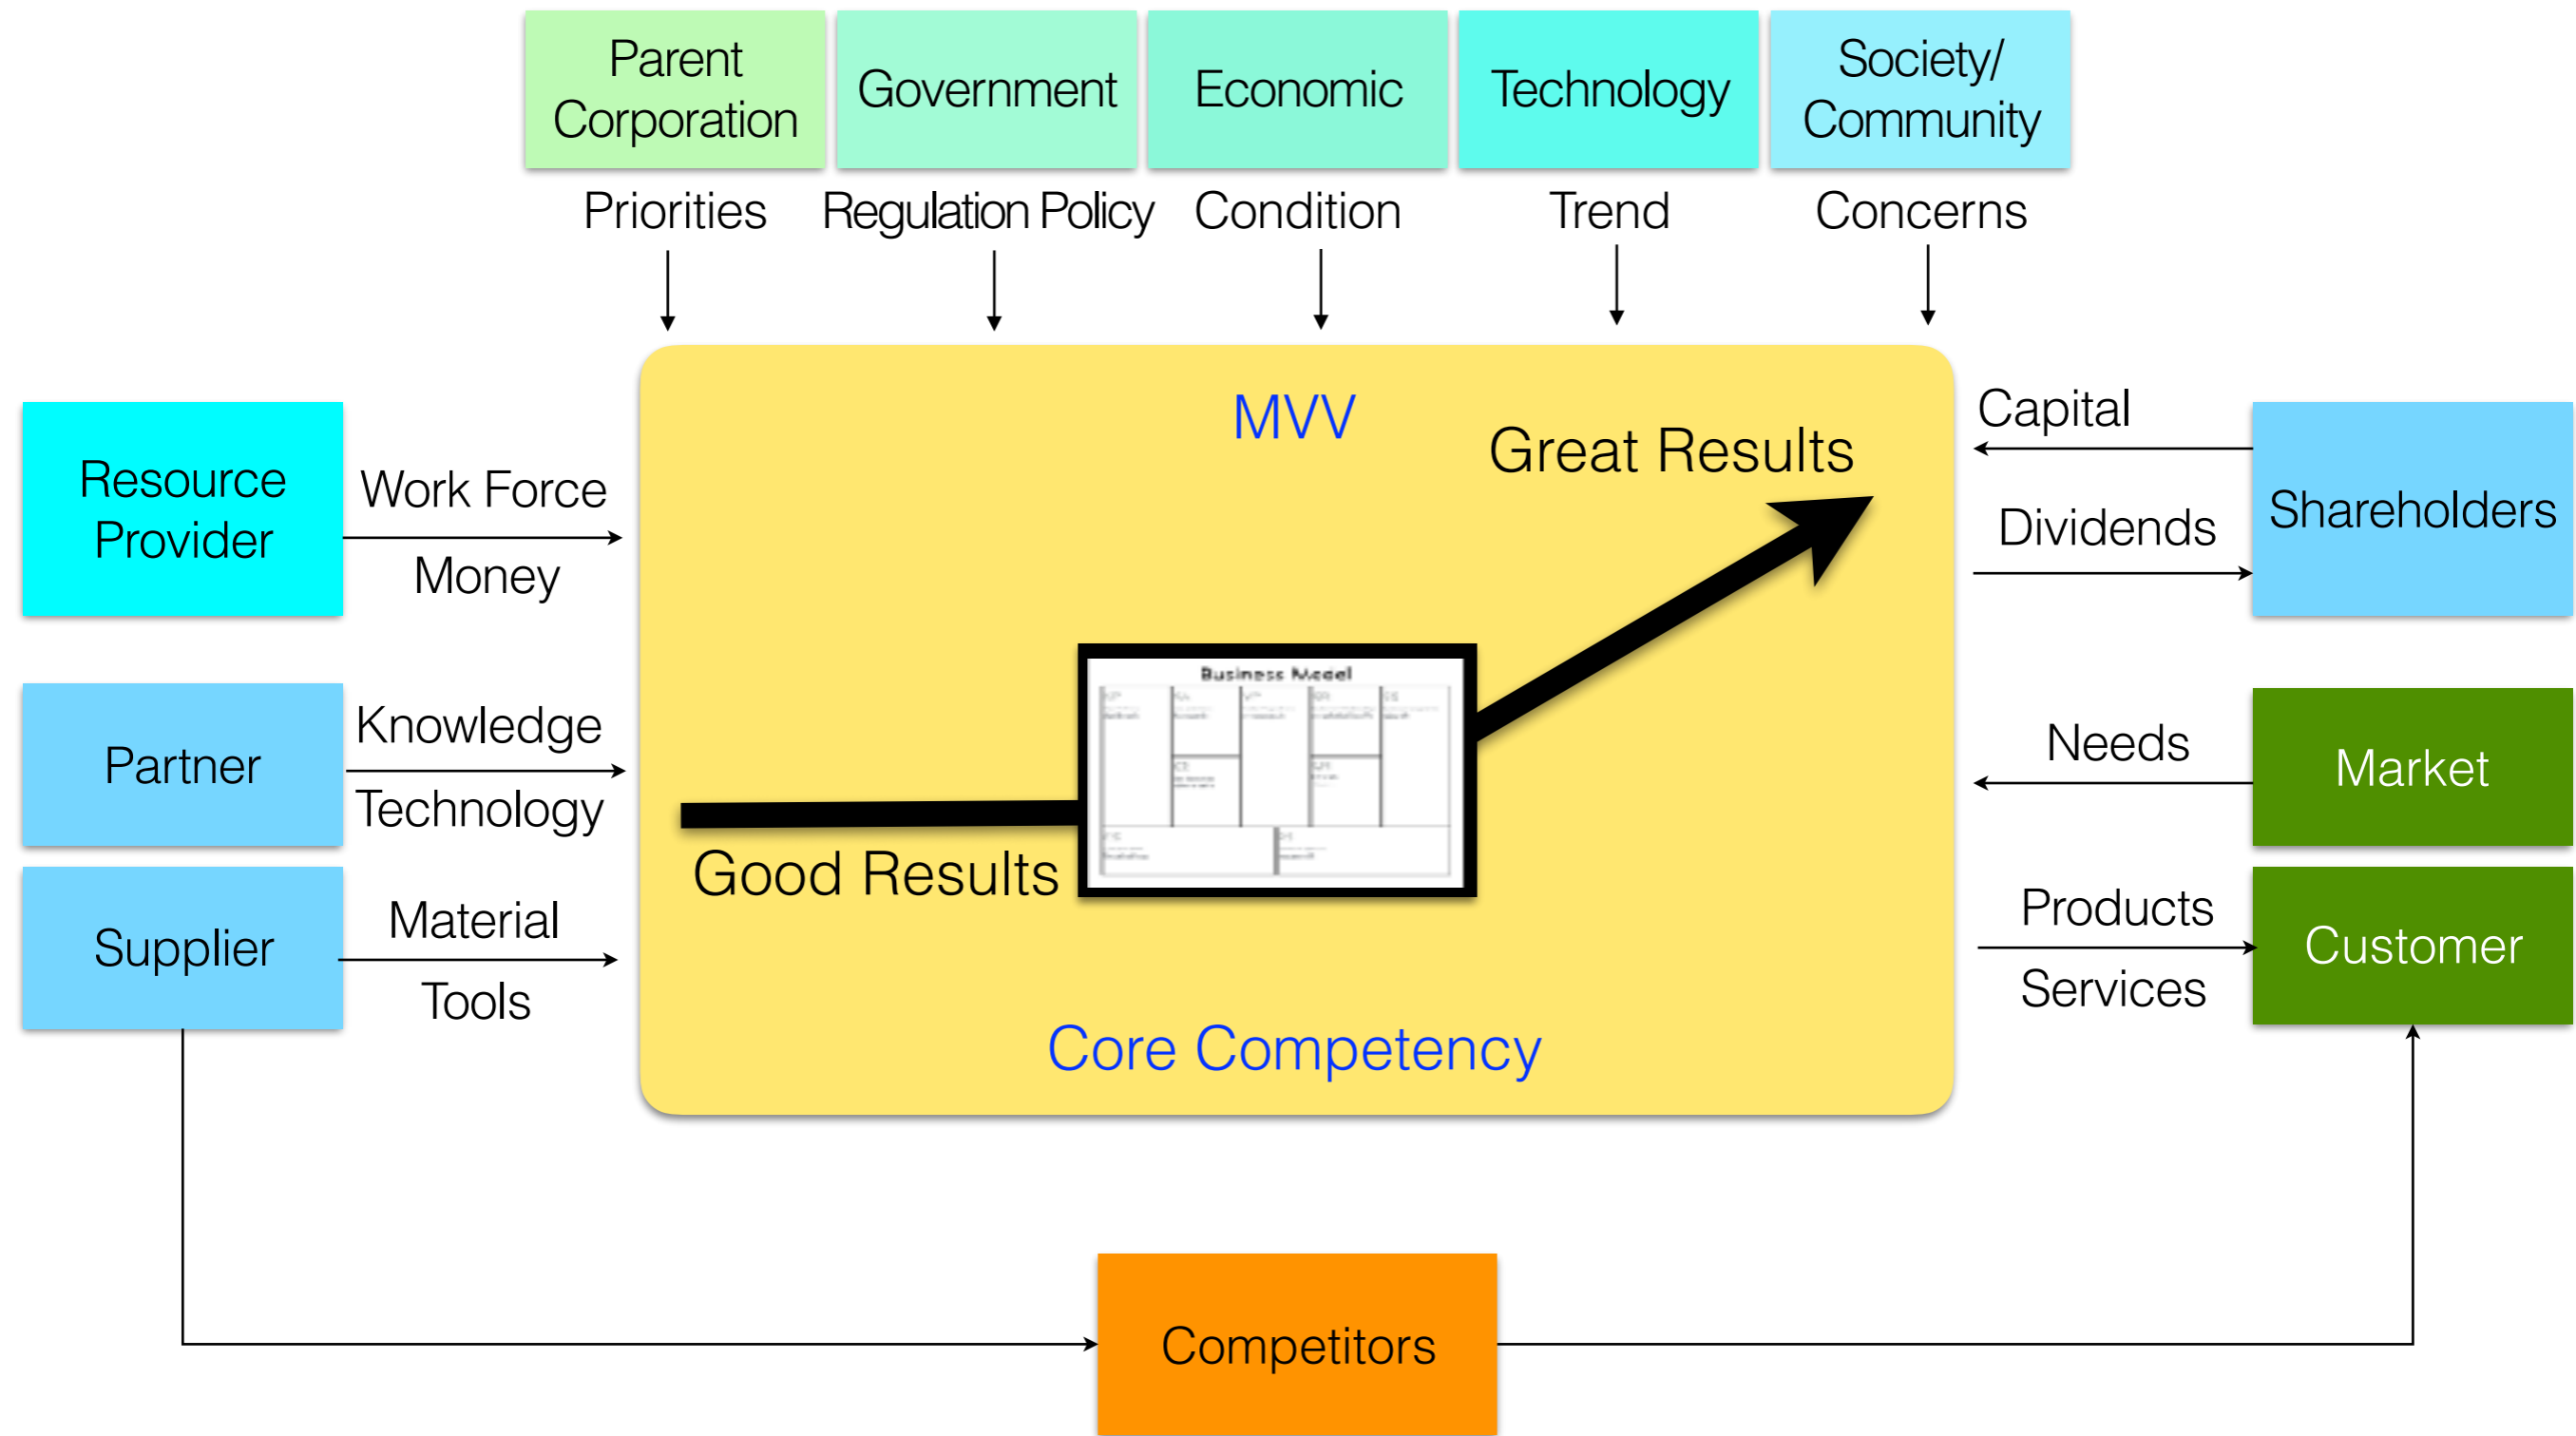 Parent
Corporation
Government
Economic
Technology
Society/
Community
Priorities
Regulation Policy
Condition
Trend
Concerns
Resource
Provider
Work Force
Money
Partner
Knowledge
Technology
Supplier
Material
Tools
MVV
Great Results
Business Model
Good Results
Core Competency
Capital
Dividends
Shareholders
Needs
Market
Products
Services
Customer
Competitors